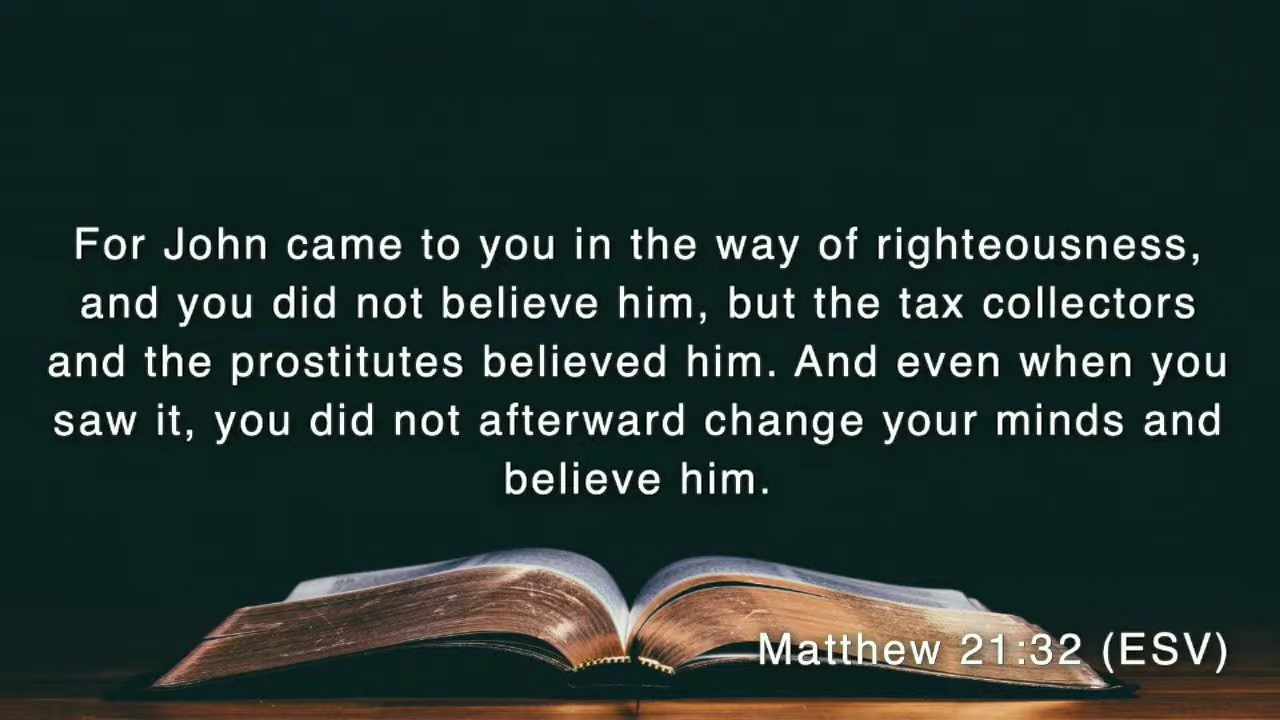 For John came to you in the way of righteousness,
and you did not believe him, but the tax collectors
and the prostitutes believed him. And even when you
saw it, you did not afterward change your minds and
believe him.
Matthew 21:32 (ESV)